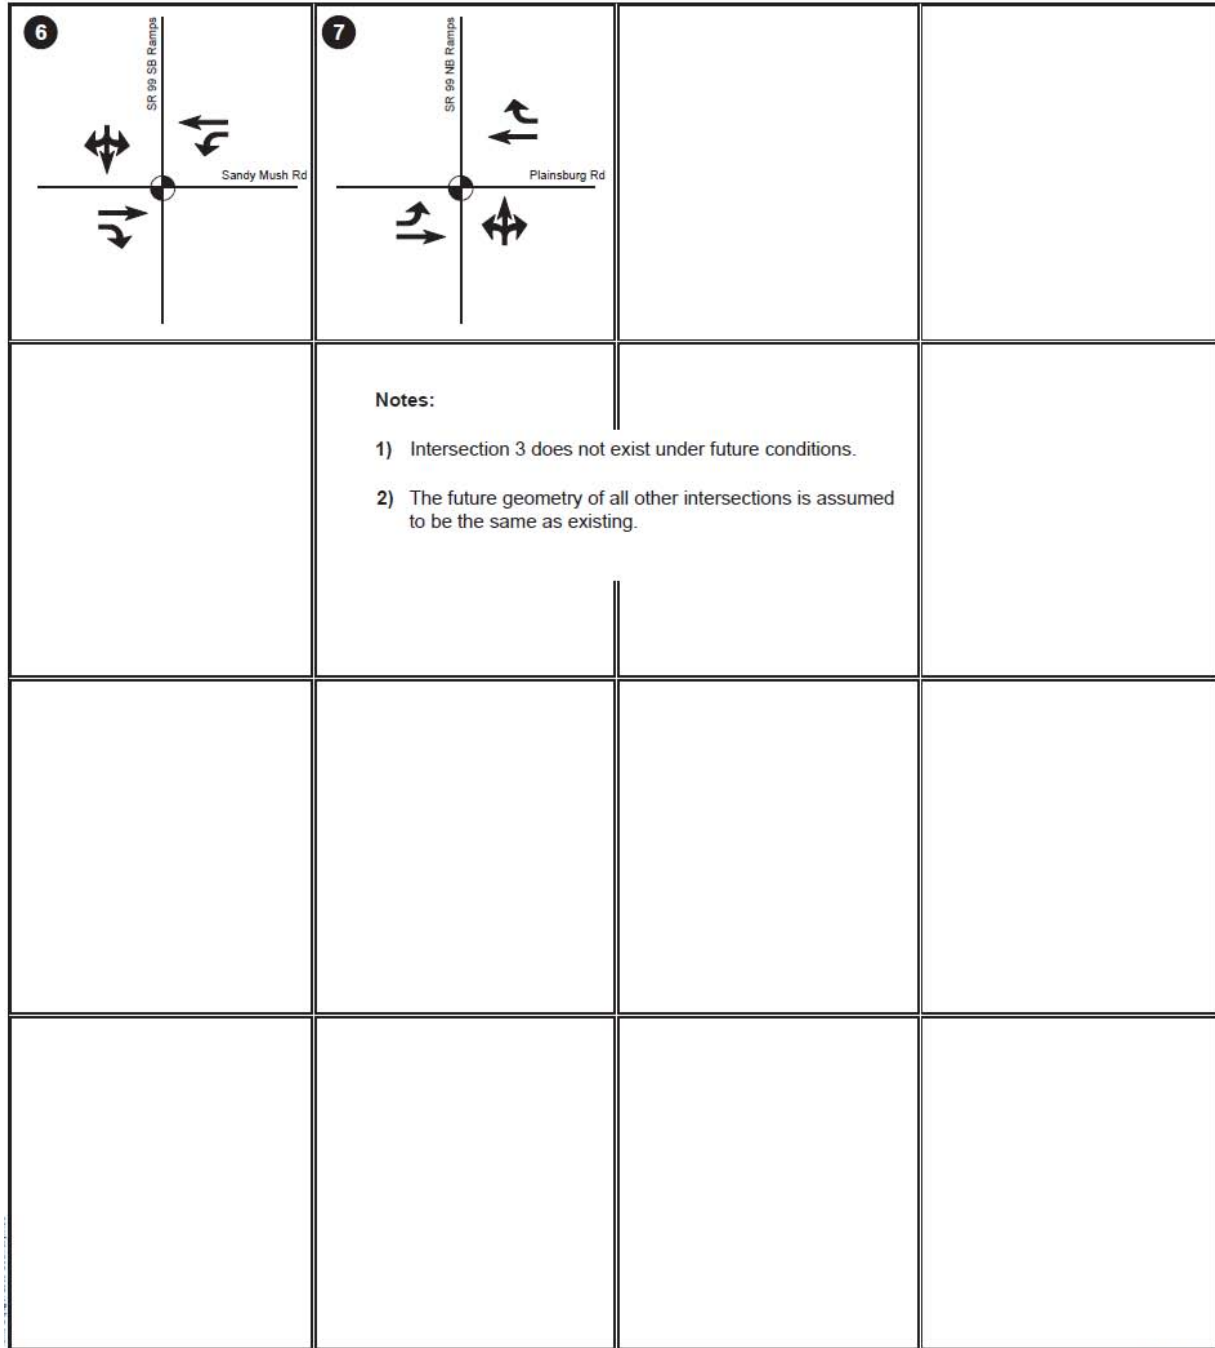 6
SR 99 SB Ramps
Sandy Mush Rd
7
SR 99 NB Ramps
Plainsburg Rd
Notes:
1) Intersection 3 does not exist under future conditions.
2) The future geometry of all other intersections is assumed
to be the same as existing.